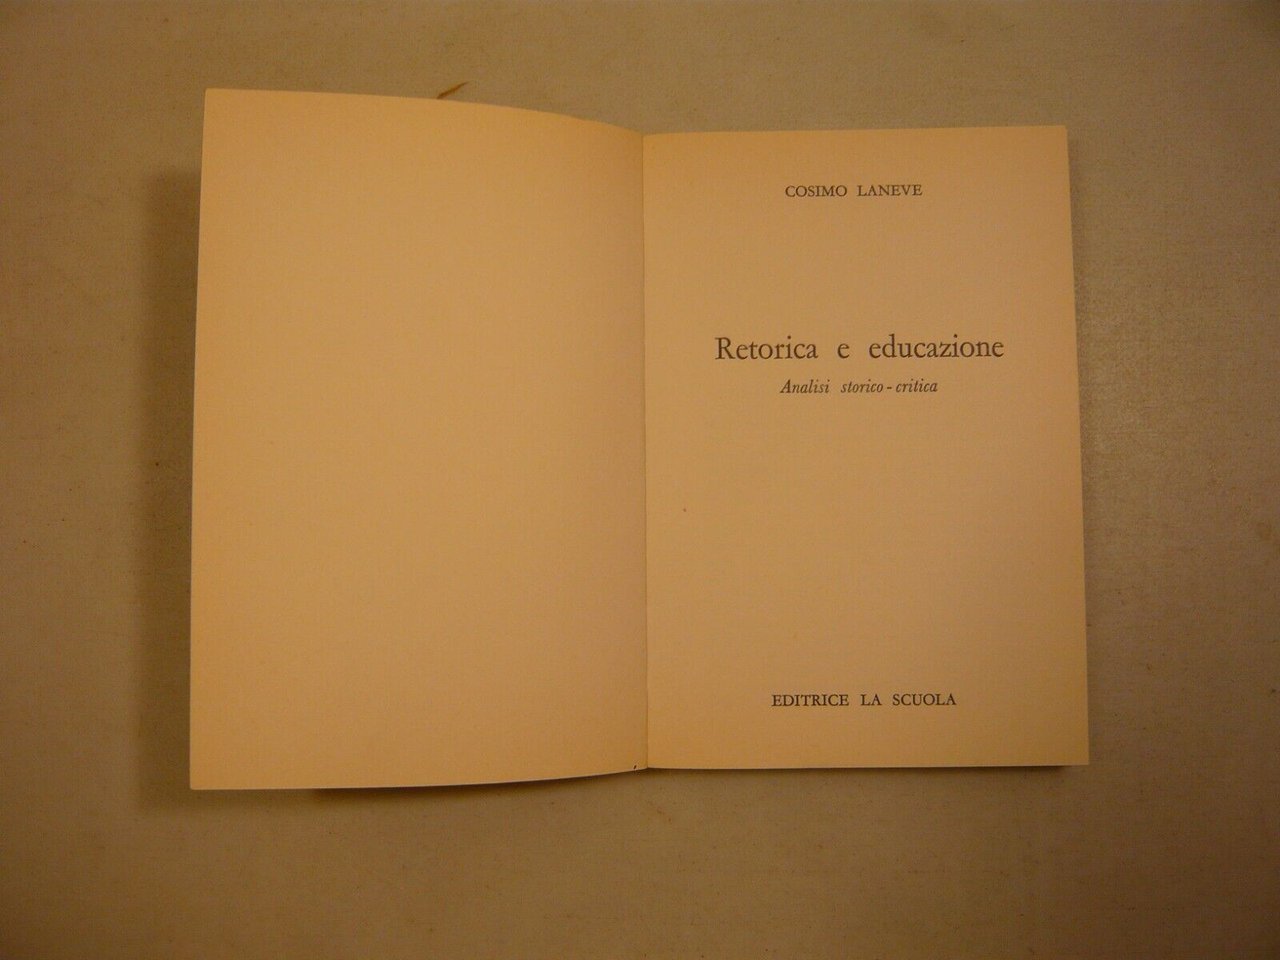 COSIMO LANEVE
Retorica e educazione
Analisi storico-critica
EDITRICE LA SCUOLA